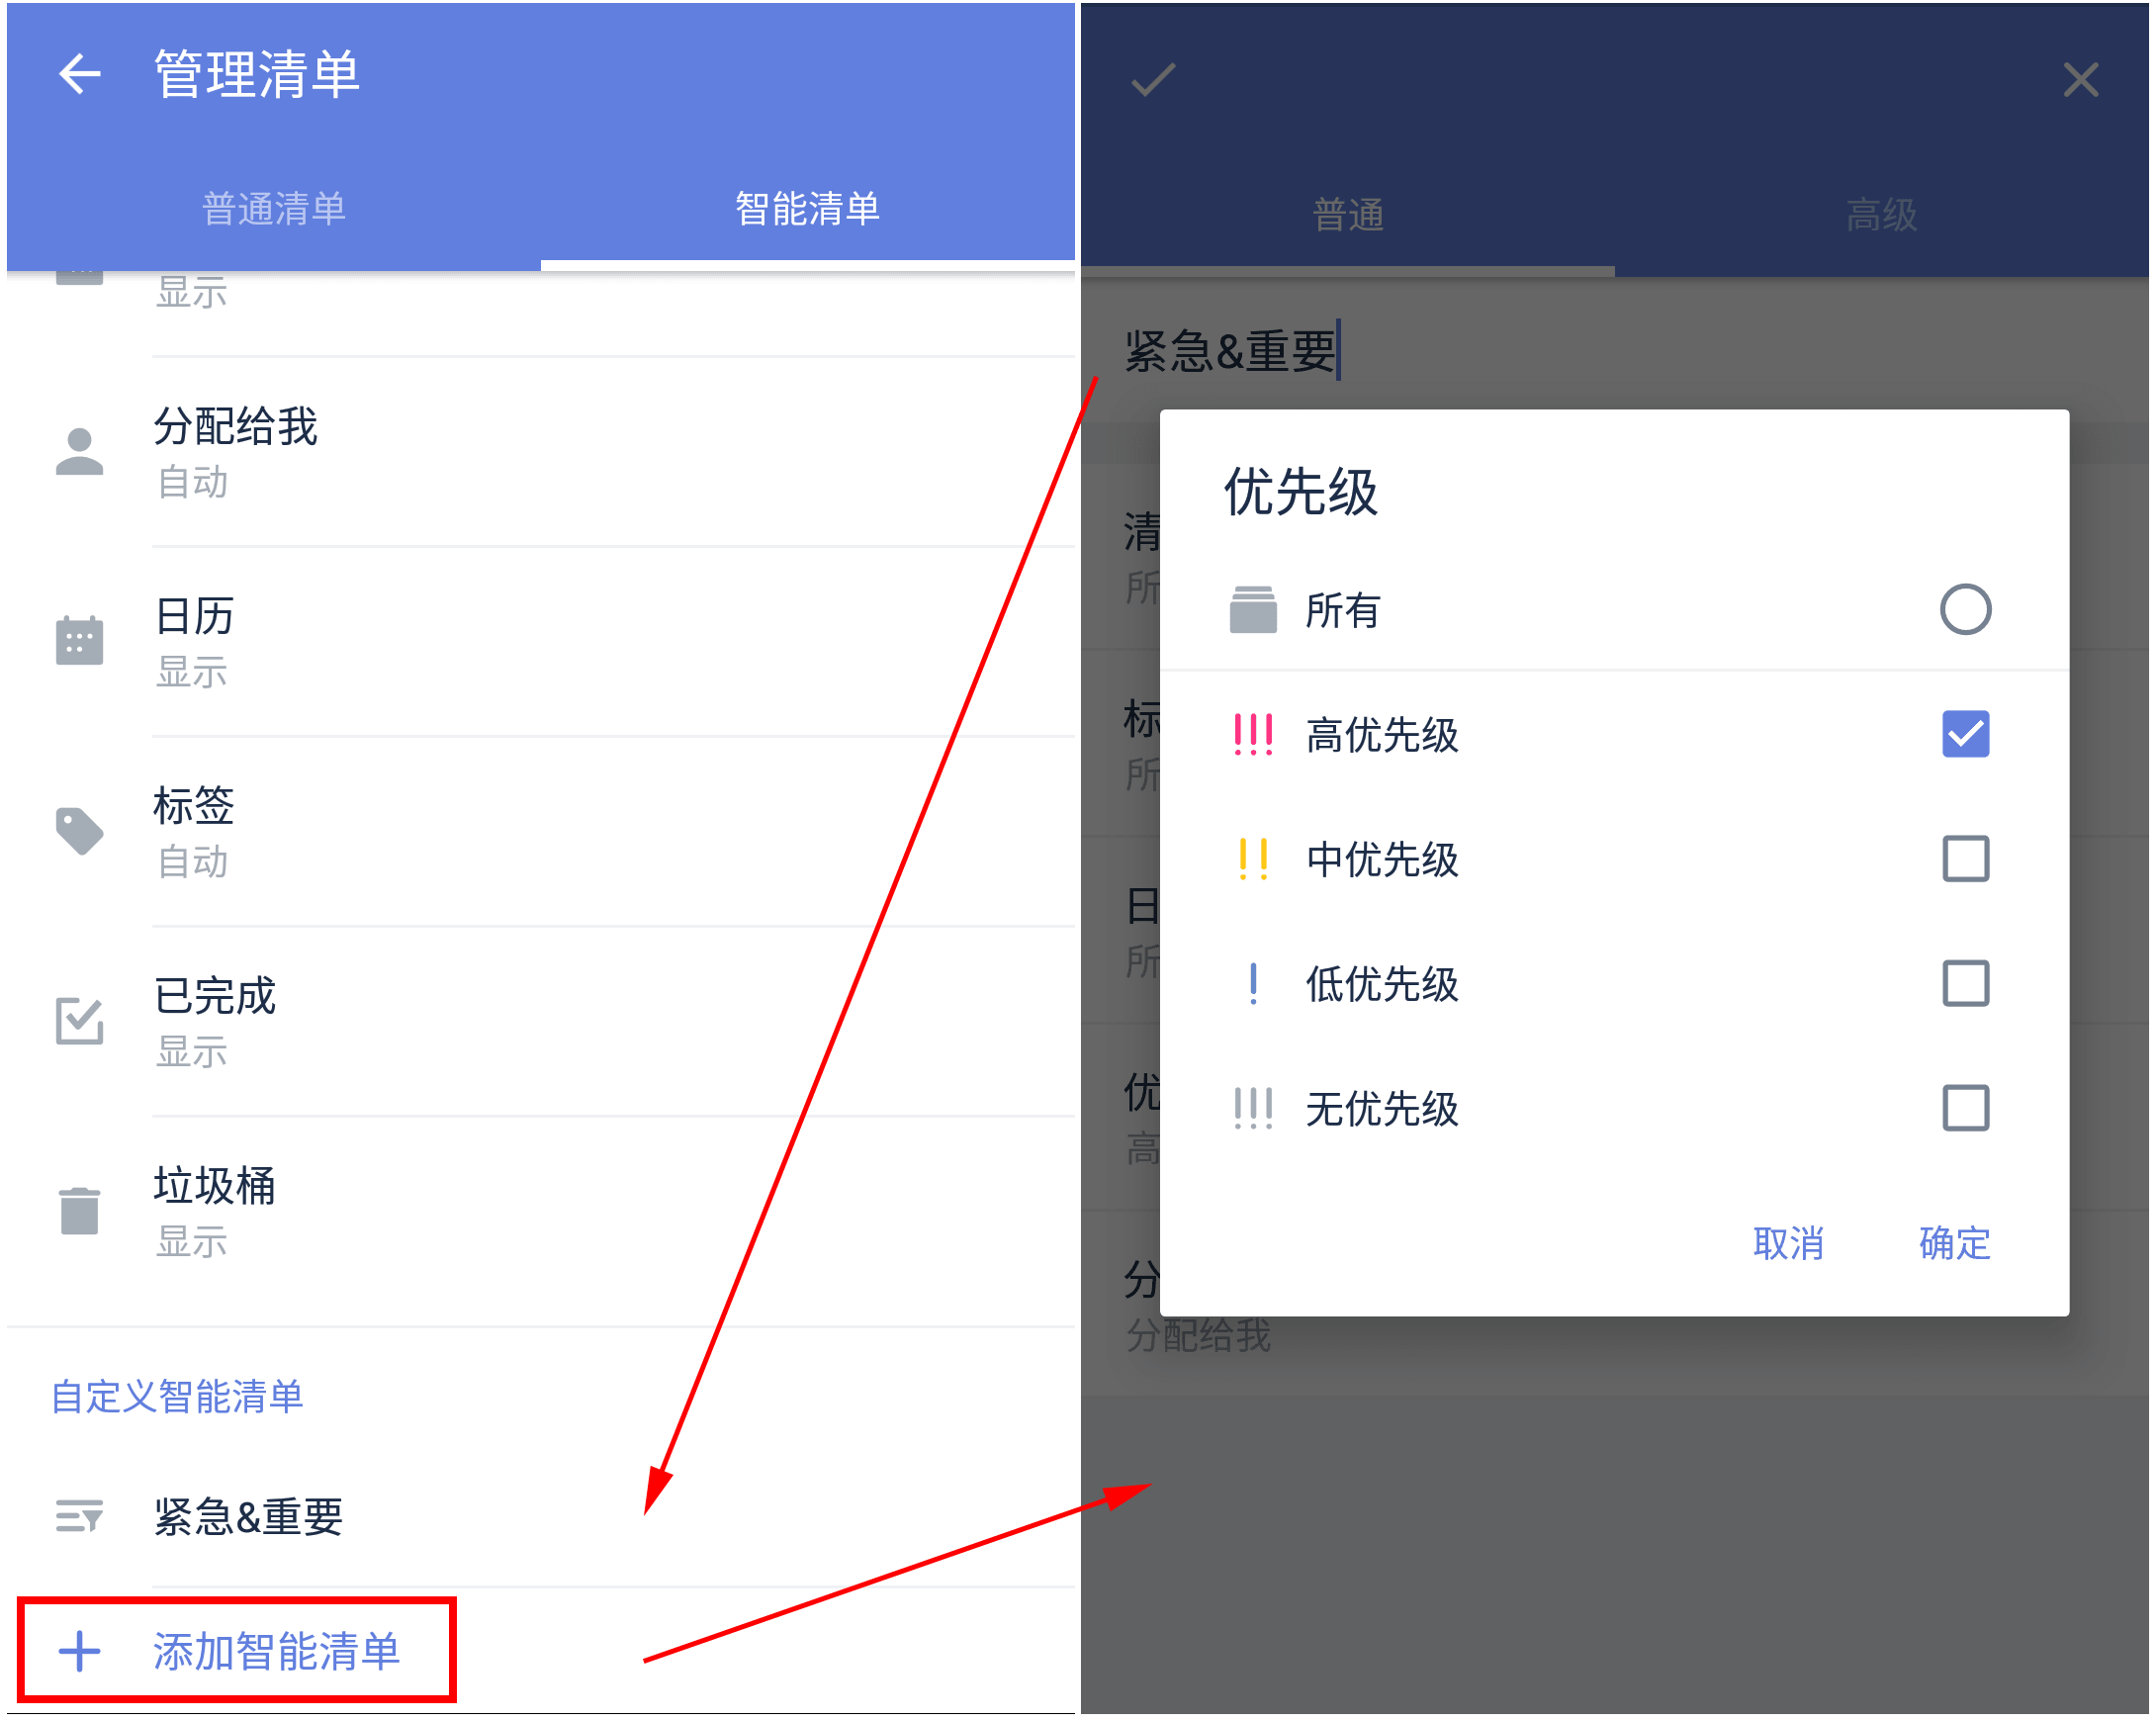 管理清单
普通清单
智能清单
显示
分配给我
自动
日历
显示
标签
自动
已完成
显示
垃圾桶
显示
自定义智能清单
紧急&重要
添加智能清单
普通
高级
紧急&重要
优先级
所有
高优先级
中优先级
低优先级
无优先级
取消
确定
清
所
标
所
日
所
优
高
分
分配给我